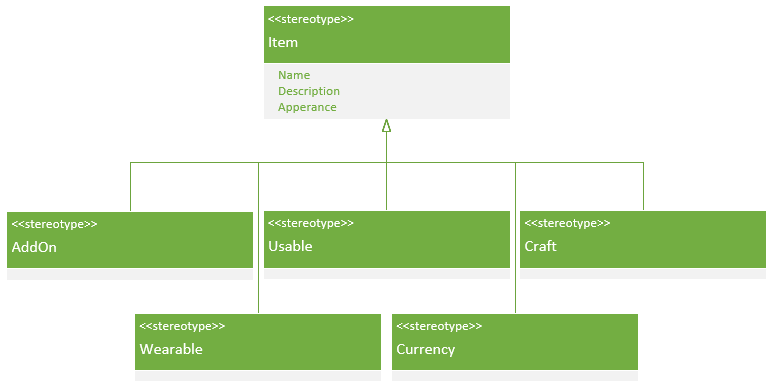 <<stereotype>>
Item
Name
Description
Apperance
<<stereotype>>
AddOn
<<stereotype>>
Usable
<<stereotype>>
Craft
<<stereotype>>
Wearable
<<stereotype>>
Currency